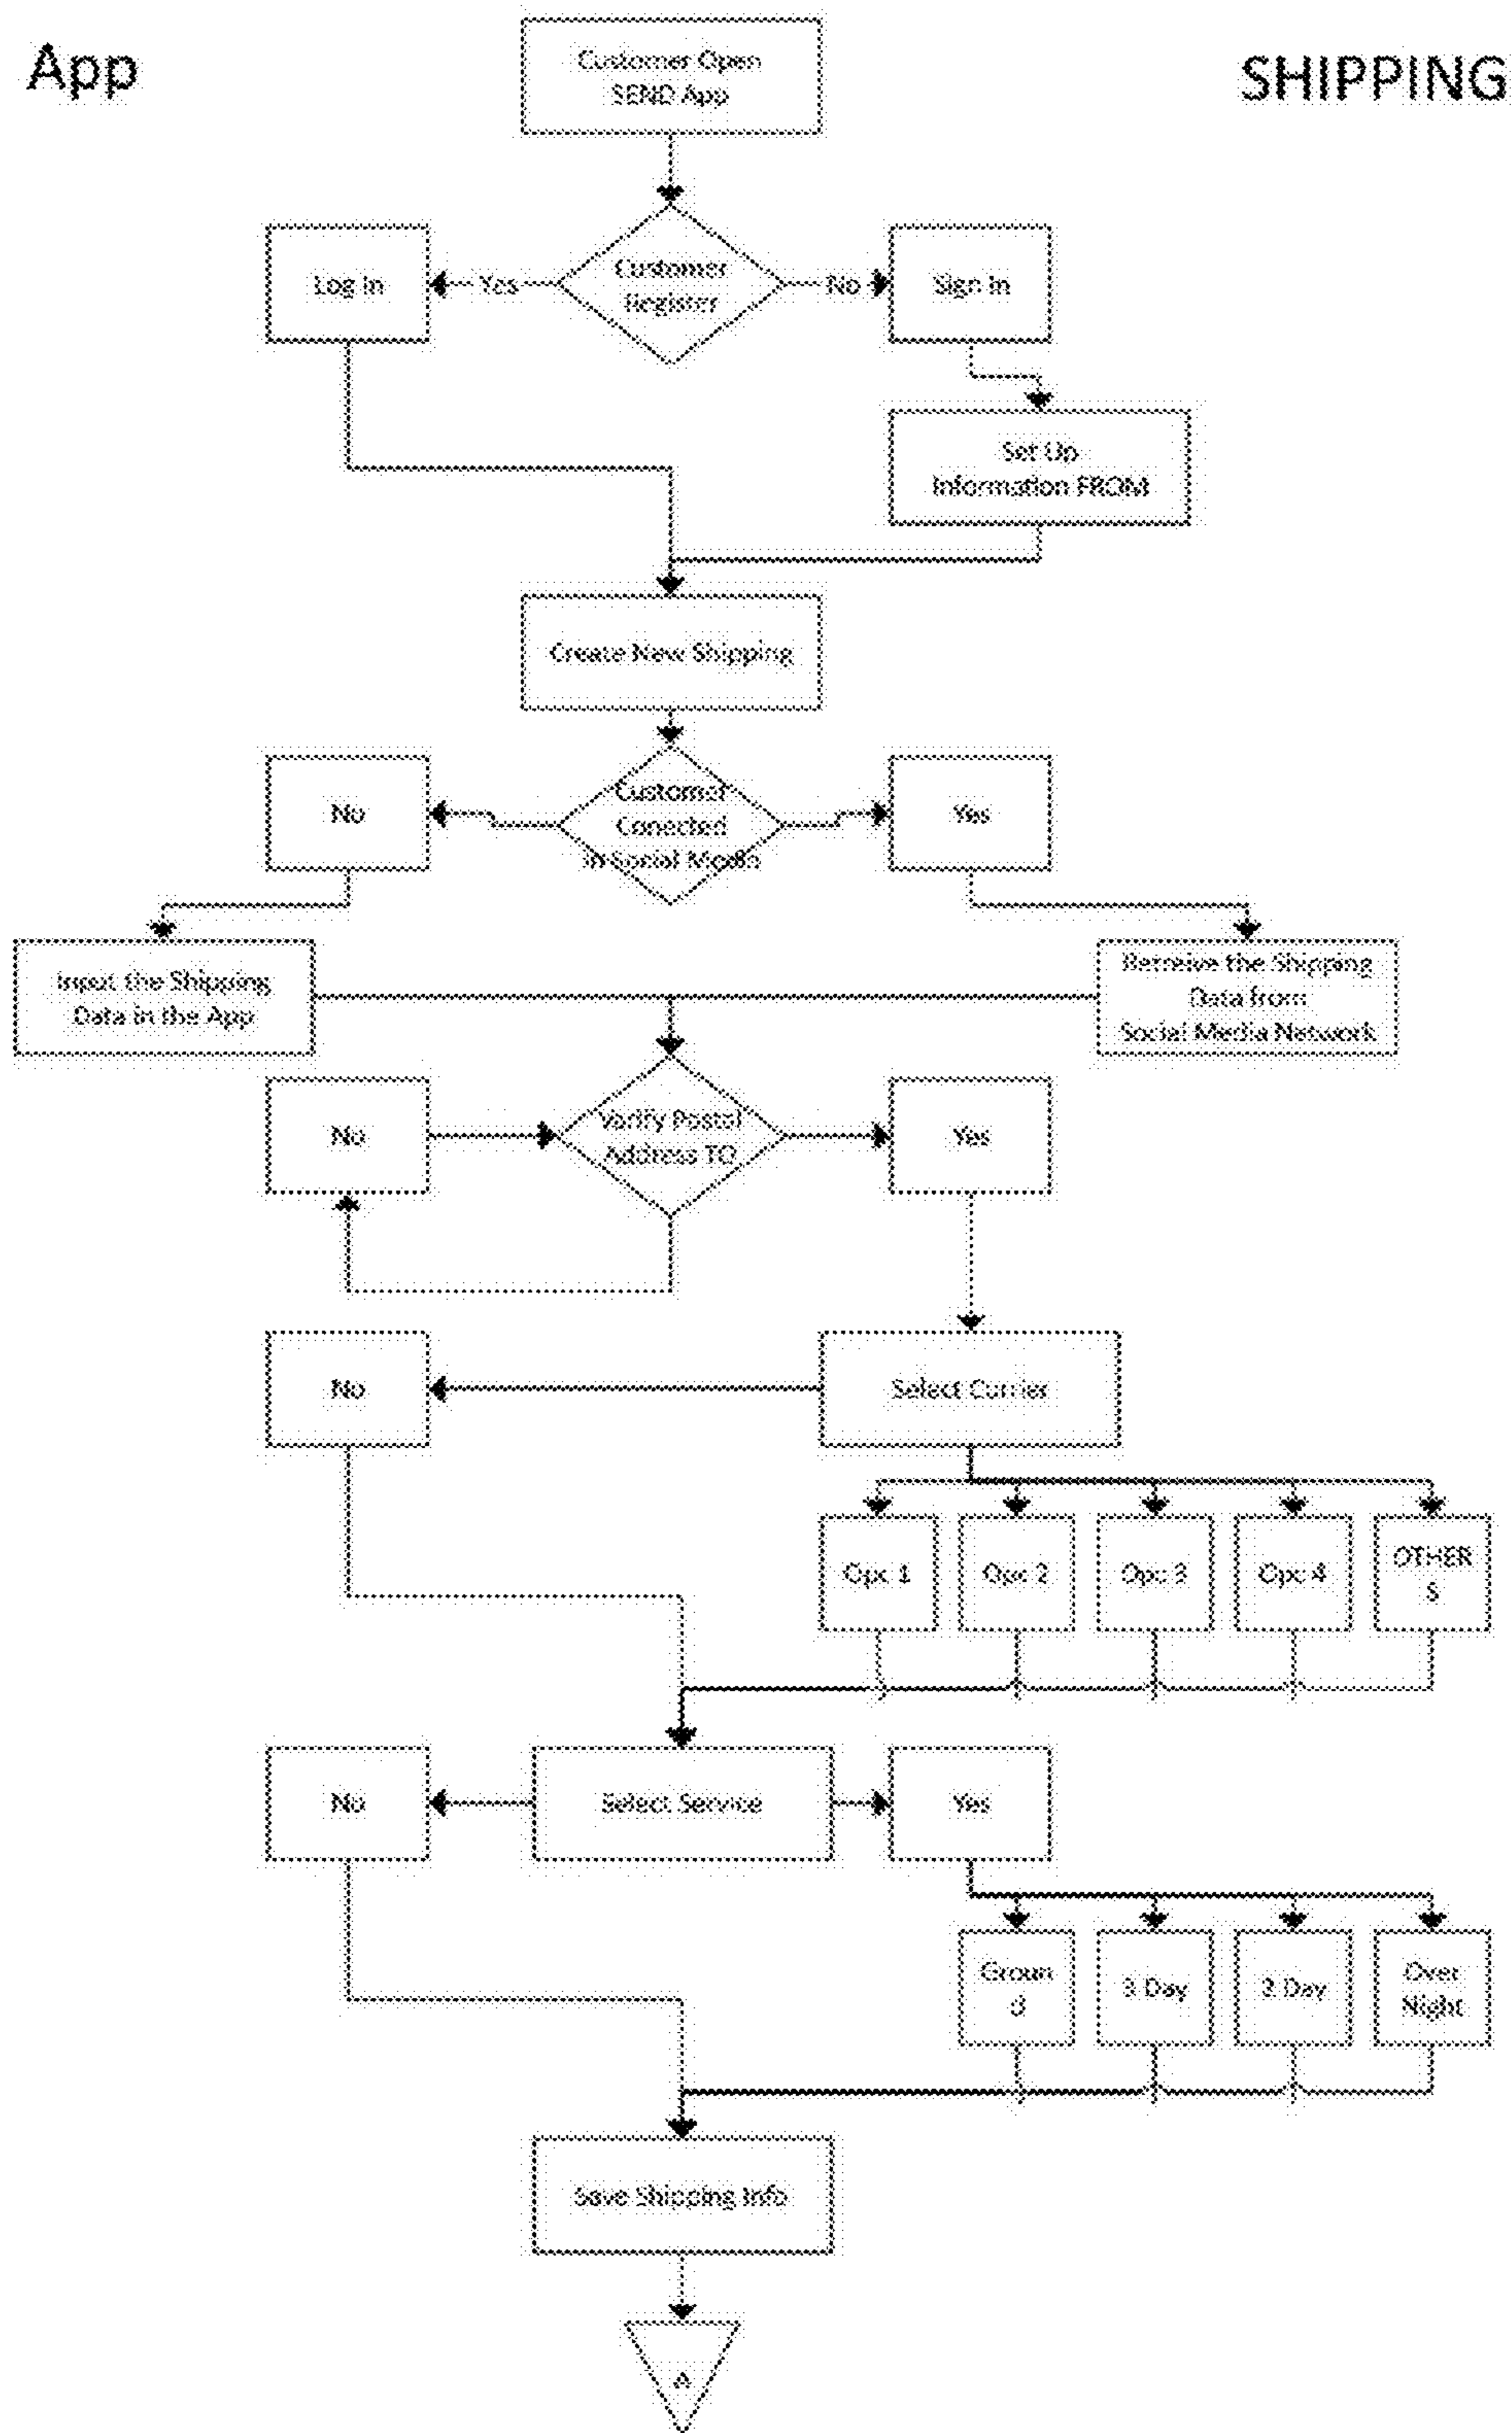 App
SHIPPING
Customer Open
SEND App
Log In
Yes
Customer
Register
No
Sign In
Set Up
Information FROM
Create New Shipping
No
Customer
Conected
in Social Media
Yes
Input the Shipping
Data in the App
Retreive the Shipping
Data from
Social Media Network
No
Varify Postal
Address TO
Yes
No
Select Currier
Opc 1
Opc 2
Opc 3
Opc 4
OTHER
S
No
Select Service
Yes
Groun
d
3 Day
2 Day
Over
Night
Save Shipping Info
A